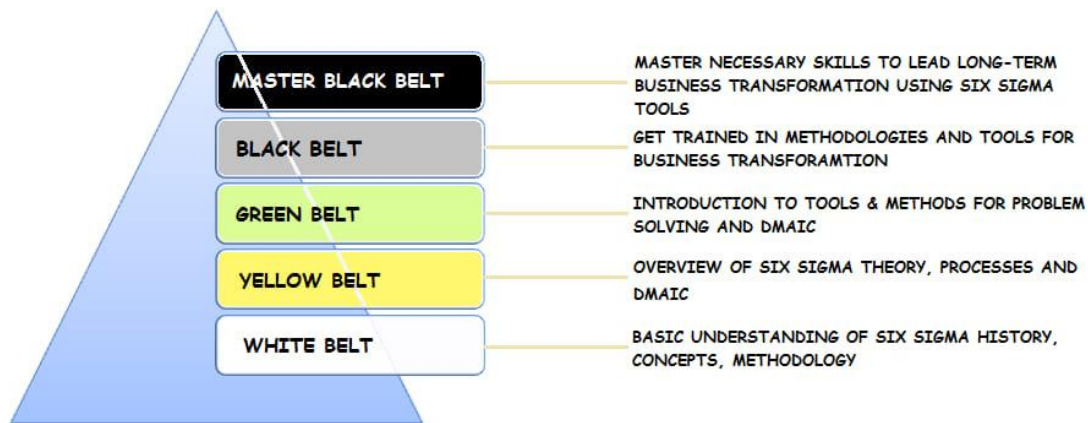 MASTER BLACK BELT
MASTER NECESSARY SKILLS TO LEAD LONG-TERM
BUSINESS TRANSFORMATION USING SIX SIGMA
TOOLS
BLACK BELT
GET TRAINED IN METHODOLOGIES AND TOOLS FOR
BUSINESS TRANSFORAMTION
GREEN BELT
INTRODUCTION TO TOOLS & METHODS FOR PROBLEM
SOLVING AND DMAIC
YELLOW BELT
OVERVIEW OF SIX SIGMA THEORY, PROCESSES AND
DMAIC
WHITE BELT
BASIC UNDERSTANDING OF SIX SIGMA HISTORY,
CONCEPTS, METHODOLOGY